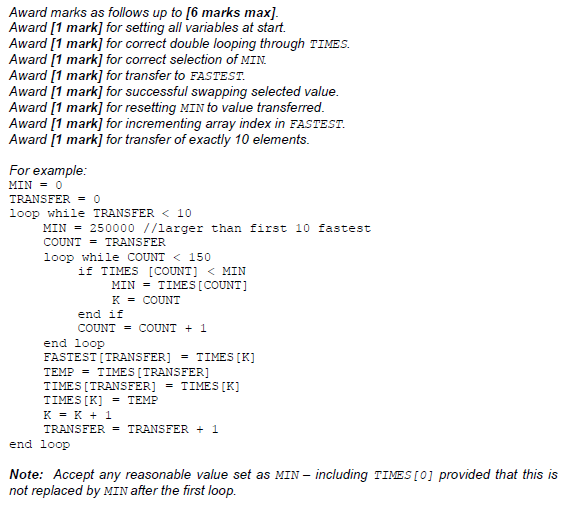 Award marks as follows up to [6 marks max].
Award [1 mark] for setting all variables at start.
Award [1 mark] for correct double looping through TIMES.
Award [1 mark] for correct selection of MIN.
Award [1 mark] for transfer to FASTEST.
Award [1 mark] for successful swapping selected value.
Award [1 mark] for resetting MIN to value transferred.
Award [1 mark] for incrementing array index in FASTEST.
Award [1 mark] for transfer of exactly 10 elements.
For example:
MIN = 0
TRANSFER = 0
loop while TRANSFER < 10
MIN = 250000 //larger than first 10 fastest
COUNT = TRANSFER
loop while COUNT < 150
if TIMES [COUNT] < MIN
MIN = TIMES[COUNT]
K = COUNT
end if
COUNT = COUNT + 1
end loop
FASTEST[TRANSFER] = TIMES[K]
TEMP = TIMES[TRANSFER]
TIMES[TRANSFER] = TIMES[K]
TIMES[K] = TEMP
K = K + 1
TRANSFER = TRANSFER + 1
end loop
Note: Accept any reasonable value set as MIN – including TIMES[0] provided that this is
not replaced by MIN after the first loop.